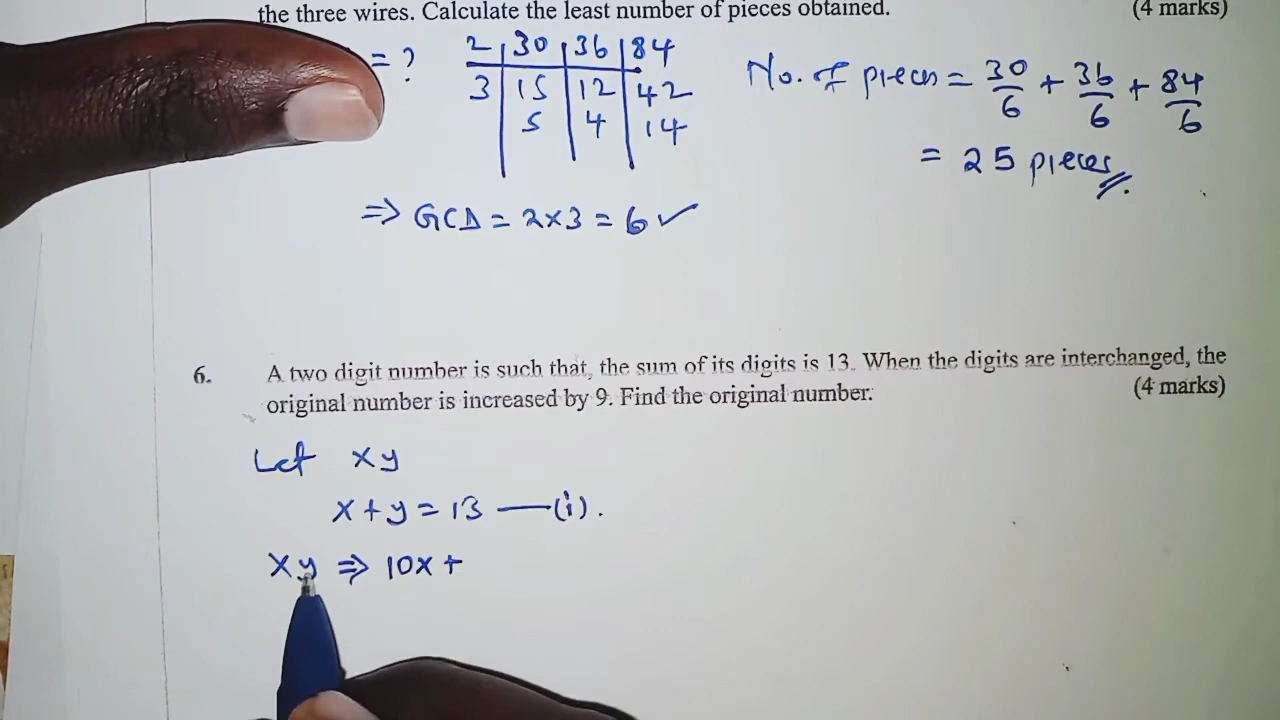 the three wires. Calculate the least number of pieces obtained. (4 marks)
= ? 2 30 36 84
3 15 12 42
5 4 14
No. of pieces = 30/6 + 36/6 + 84/6
= 25 pieces
⇒ GCD = 2×3 = 6 ✓
6. A two digit number is such that, the sum of its digits is 13. When the digits are interchanged, the
original number is increased by 9. Find the original number. (4 marks)
Let xy
x + y = 13 —(i).
xy ⇒ 10x +